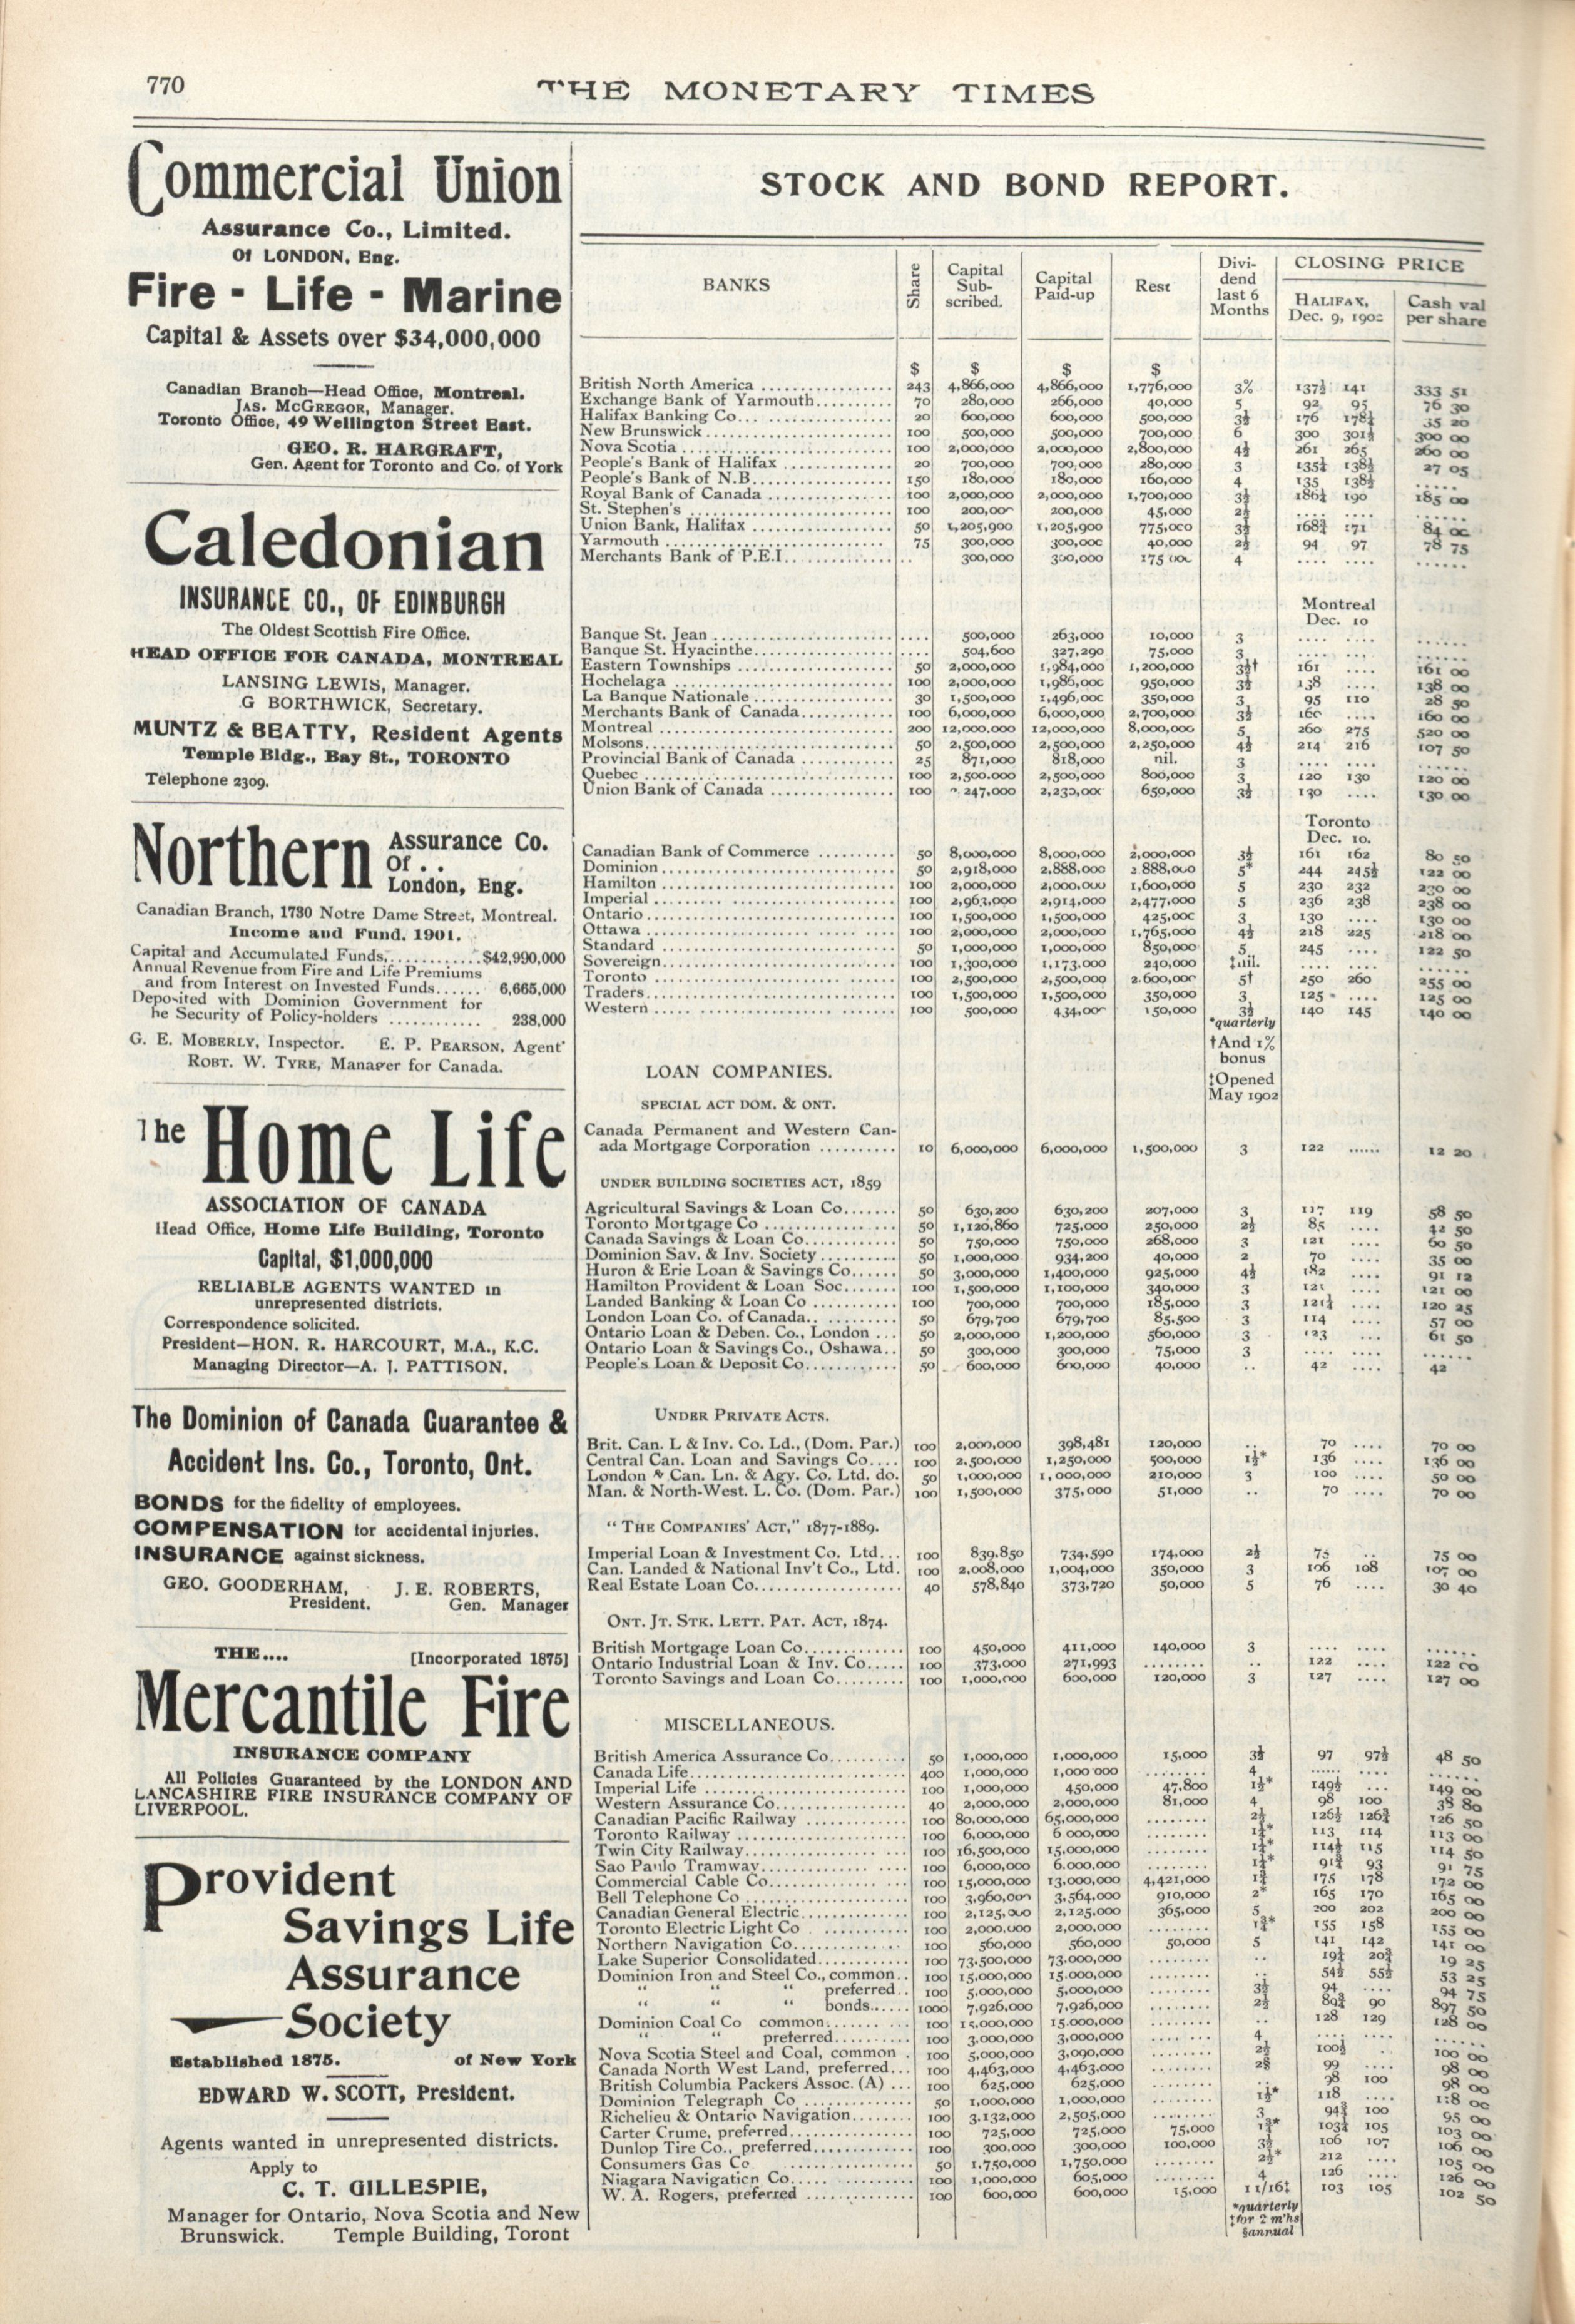 770
THE MONETARY TIMES
Commercial Union
Assurance Co., Limited.
Of LONDON, Eng.
Fire - Life - Marine
Capital & Assets over $34,000,000
Canadian Branch—Head Office, Montreal.
JAS. McGREGOR, Manager.
Toronto Office, 49 Wellington Street East.
GEO. R. HARGRAFT,
Gen. Agent for Toronto and Co. of York
Caledonian
INSURANCE CO., OF EDINBURGH
The Oldest Scottish Fire Office.
HEAD OFFICE FOR CANADA, MONTREAL
LANSING LEWIS, Manager.
G BORTHWICK, Secretary.
MUNTZ & BEATTY, Resident Agents
Temple Bldg., Bay St., TORONTO
Telephone 2309.
Northern Assurance Co.
Of . .
London, Eng.
Canadian Branch, 1730 Notre Dame Street, Montreal.
Income and Fund. 1901.
Capital and Accumulated Funds,............$42,990,000
Annual Revenue from Fire and Life Premiums
and from Interest on Invested Funds...... 6,665,000
Deposited with Dominion Government for
he Security of Policy-holders ............ 238,000
G. E. MOBERLY, Inspector. E. P. PEARSON, Agent
ROBT. W. TYRE, Manager for Canada.
The Home Life
ASSOCIATION OF CANADA
Head Office, Home Life Building, Toronto
Capital, $1,000,000
RELIABLE AGENTS WANTED in
unrepresented districts.
Correspondence solicited.
President—HON. R. HARCOURT, M.A., K.C.
Managing Director—A. J. PATTISON.
The Dominion of Canada Guarantee &
Accident Ins. Co., Toronto, Ont.
BONDS for the fidelity of employees.
COMPENSATION for accidental injuries.
INSURANCE against sickness.
GEO. GOODERHAM, J. E. ROBERTS,
President. Gen. Manager
THE.... [Incorporated 1875]
Mercantile Fire
INSURANCE COMPANY
All Policies Guaranteed by the LONDON AND
LANCASHIRE FIRE INSURANCE COMPANY OF
LIVERPOOL.
Provident
Savings Life
Assurance
Society
Established 1875. of New York
EDWARD W. SCOTT, President.
Agents wanted in unrepresented districts.
Apply to
C. T. GILLESPIE,
Manager for Ontario, Nova Scotia and New
Brunswick. Temple Building, Toront
STOCK AND BOND REPORT.
BANKS Share Capital Subscribed. Capital Paid-up Rest Dividend last 6 Months CLOSING PRICE
HALIFAX, Dec. 9, 190 Cash val per share
$ $ $ $
British North America 243 4,866,000 4,866,000 1,776,000 3% 137½ 141 333 51
Exchange Bank of Yarmouth 70 280,000 266,000 40,000 5 92 95 76 30
Halifax Banking Co. 20 600,000 600,000 500,000 3½ 176 178¼ 35 20
New Brunswick 100 500,000 500,000 700,000 6 300 301½ 300 00
Nova Scotia 100 2,000,000 2,000,000 2,800,000 4½ 261 265 260 00
People's Bank of Halifax 20 700,000 700,000 280,000 3 135¼ 138½ 27 05
People's Bank of N.B. 150 180,000 180,000 160,000 4 135 138½ .....
Royal Bank of Canada 100 2,000,000 2,000,000 1,700,000 3½ 186¼ 190 185 00
St. Stephen's 100 200,00 200,000 45,000 2½ .... .... ......
Union Bank, Halifax 50 1,205,900 1,205,900 775,000 3½ 168¾ 171 84 00
Yarmouth 75 300,000 300,000 40,000 2½ 94 97 78 75
Merchants Bank of P.E.I. .. 300,000 300,000 175 4 .... .... ......
Montreal
Dec. 10
Banque St. Jean .... 500,000 263,000 10,000 3 .... .... ......
Banque St. Hyacinthe .... 504,600 327,290 75,000 3 .... .... ......
Eastern Townships 50 2,000,000 1,984,000 1,200,000 3½† 161 .... 161 00
Hochelaga 100 2,000,000 1,986,000 950,000 3½ 138 .... 138 00
La Banque Nationale 30 1,500,000 1,496,000 350,000 3 95 110 28 50
Merchants Bank of Canada 100 6,000,000 6,000,000 2,700,000 3½ 160 .... 160 00
Montreal 200 12,000,000 12,000,000 8,000,000 5 260 275 520 00
Molsons 50 2,500,000 2,500,000 2,250,000 4½ 214 216 107 50
Provincial Bank of Canada 25 871,000 818,000 nil. 3 .... .... ......
Quebec 100 2,500.000 2,500,000 800,000 3 120 130 120 00
Union Bank of Canada 100 247,000 2,23 650,000 3½ 130 .... 130 00
Toronto
Dec. 10.
Canadian Bank of Commerce 50 8,000,000 8,000,000 2,000,000 3½ 161 162 80 50
Dominion 50 2,918,000 2.888,000 888,000 5* 244 245½ 122 00
Hamilton 100 2,000,000 2,000,000 1,600,000 5 230 232 230 00
Imperial 100 2,963,000 2,914,000 2,477,000 5 236 238 238 00
Ontario 100 1,500,000 1,500,000 425,000 3 130 .... 130 00
Ottawa 100 2,000,000 2,000,000 1,765,000 4½ 218 225 218 00
Standard 50 1,000,000 1,000,000 850,000 5 245 .... 122 50
Sovereign 100 1,300,000 1,173.000 240,000 ‡nil. .... .... ......
Toronto 100 2,500,000 2,500,000 2.600,000 5† 250 260 255 00
Traders 100 1,500,000 1,500,000 350,000 3 125 .... 125 00
Western 100 500,000 434,00 150,000 3½ 140 145 140 00
*quarterly
†And 1%
bonus
‡Opened
May 1902
LOAN COMPANIES.
SPECIAL ACT DOM. & ONT.
Canada Permanent and Western Can-
ada Mortgage Corporation 10 6,000,000 6,000,000 1,500,000 3 122 ...... 12 20
UNDER BUILDING SOCIETIES ACT, 1859
Agricultural Savings & Loan Co. 50 630,200 630,200 207,000 3 117 119 58 50
Toronto Mortgage Co 50 1,120,860 725,000 250,000 2½ 85 .... 42 50
Canada Savings & Loan Co. 50 750,000 750,000 268,000 3 121 .... 60 50
Dominion Sav. & Inv. Society 50 1,000,000 934,200 40,000 2 70 .... 35 00
Huron & Erie Loan & Savings Co. 50 3,000,000 1,400,000 925,000 4½ 182 .... 91 12
Hamilton Provident & Loan Soc. 100 1,500,000 1,100,000 340,000 3 121 .... 121 00
Landed Banking & Loan Co 100 700,000 700,000 185,000 3 121¼ .... 120 25
London Loan Co. of Canada 50 679,700 679,700 85,500 3 114 .... 57 00
Ontario Loan & Deben. Co., London 50 2,000,000 1,200,000 560,000 3 123 .... 61 50
Ontario Loan & Savings Co., Oshawa 50 300,000 300,000 75,000 3 .... .... ......
People's Loan & Deposit Co. 50 600,000 600,000 40,000 .. 42 .... 42
UNDER PRIVATE ACTS.
Brit. Can. L & Inv. Co. Ld., (Dom. Par.) 100 2,000,000 398,481 120,000 .. 70 .... 70 00
Central Can. Loan and Savings Co. 100 2,500,000 1,250,000 500,000 1½* 136 .... 136 00
London & Can. Ln. & Agy. Co. Ltd. do. 50 1,000,000 1,000,000 210,000 3 100 .... 50 00
Man. & North-West. L. Co. (Dom. Par.) 100 1,500,000 375,000 51,000 .. 70 .... 70 00
"THE COMPANIES' ACT," 1877-1889.
Imperial Loan & Investment Co. Ltd. 100 839,850 734,590 174,000 2½ 75 .. 75 00
Can. Landed & National Inv't Co., Ltd. 100 2,008,000 1,004,000 350,000 3 106 108 107 00
Real Estate Loan Co. 40 578,840 373,720 50,000 5 76 .... 30 40
ONT. JT. STK. LETT. PAT. ACT, 1874.
British Mortgage Loan Co. 100 450,000 411,000 140,000 3 .... .... ......
Ontario Industrial Loan & Inv. Co. 100 373,000 271,993 ........ .. 122 .... 122 00
Toronto Savings and Loan Co. 100 1,000,000 600,000 120,000 3 127 .... 127 00
MISCELLANEOUS.
British America Assurance Co. 50 1,000,000 1,000,000 15,000 3½ 97 97½ 48 50
Canada Life 400 1,000,000 1,000 000 ........ 4 ...... .... ......
Imperial Life 100 1,000,000 450,000 47,800 1½* 149½ ... 149 00
Western Assurance Co. 40 2,000,000 2,000,000 81,000 4 98 100 38 80
Canadian Pacific Railway 100 80,000,000 65,000,000 ........ 2½ 126½ 126¾ 126 50
Toronto Railway 100 6,000,000 6 000,000 ........ 1¼* 113 114 113 00
Twin City Railway 100 16,500,000 15,000,000 ........ 1¼* 114½ 115 114 50
Sao Paulo Tramway 100 6,000,000 6.000,000 ........ 1¼* 91¾ 93 91 75
Commercial Cable Co. 100 15,000,000 13,000,000 4,421,000 1¾ 175 178 172 00
Bell Telephone Co 100 3,960,000 3,564,000 910,000 2* 165 170 165 00
Canadian General Electric 100 2,125,000 2,125,000 365,000 5 200 202 200 00
Toronto Electric Light Co 100 2,000,000 2,000,000 ........ 1¾* 155 158 155 00
Northern Navigation Co. 100 560,000 560,000 50,000 5 141 142 141 00
Lake Superior Consolidated 100 73,500,000 73,000,000 ........ .. 19¼ 20¾ 19 25
Dominion Iron and Steel Co., common 100 15,000,000 15,000,000 ........ .. 54½ 55½ 53 25
" " " preferred 100 5,000,000 5,000,000 ........ 3½ 94 .... 94 75
" " " bonds 1000 7,926,000 7,926,000 ........ 2½ 89¾ 90 897 50
Dominion Coal Co common 100 15,000,000 15,000,000 ........ .. 128 129 128 00
" " preferred 100 3,000,000 3,000,000 ........ 4 .... .... ......
Nova Scotia Steel and Coal, common 100 5,000,000 3,090,000 ........ 2½ 100½ . 100 00
Canada North West Land, preferred 100 4,463,000 4,463,000 ........ 2§ 99 .... 98 00
British Columbia Packers Assoc. (A) 100 625,000 625,000 ........ .. 98 100 98 00
Dominion Telegraph Co 50 1,000,000 1,000,000 ........ 1½* 118 .... 118 00
Richelieu & Ontario Navigation 100 3,132,000 2,505,000 ........ 3 94¾ 100 95 00
Carter Crume, preferred 100 725,000 725,000 75,000 1¾* 103¼ 105 103 00
Dunlop Tire Co., preferred 100 300,000 300,000 100,000 3½ 106 107 106 00
Consumers Gas Co 50 1,750,000 1,750,000 ........ 2½* 212 .... 105 00
Niagara Navigation Co. 100 1,000,000 605,000 ........ 4 126 .... 126 00
W. A. Rogers, preferred 100 600,000 600,000 15,000 1 1/16‡ 103 105 102 50
*quarterly
‡for 2 m'hs
§annual